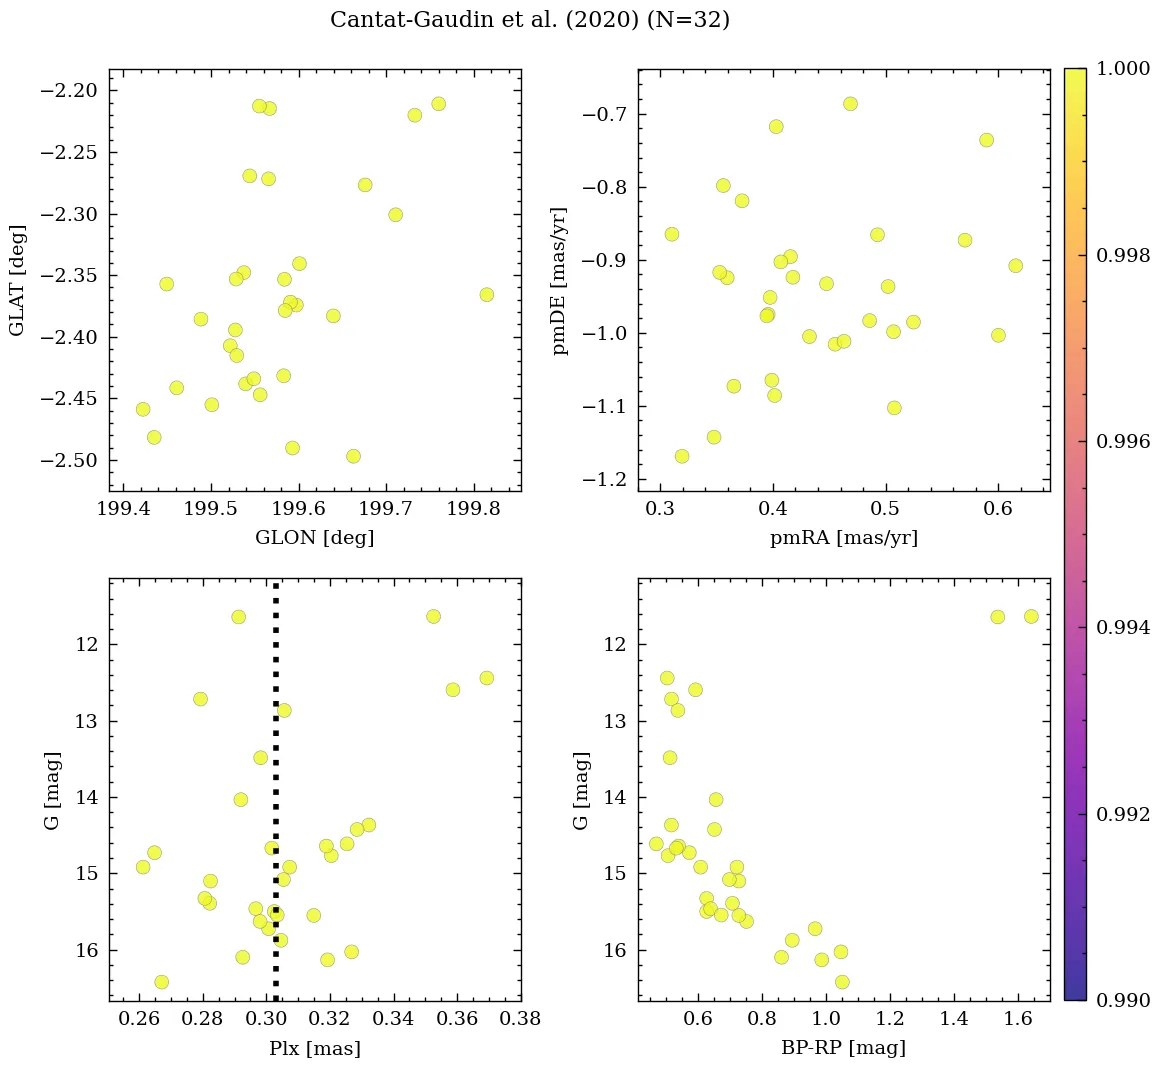 Cantat-Gaudin et al. (2020) (N=32)
−2.20
−2.25
−2.30
−2.35
−2.40
−2.45
−2.50
GLAT [deg]
199.4 199.5 199.6 199.7 199.8
GLON [deg]
−0.7
−0.8
−0.9
−1.0
−1.1
−1.2
pmDE [mas/yr]
0.3 0.4 0.5 0.6
pmRA [mas/yr]
12
13
14
15
16
G [mag]
0.26 0.28 0.30 0.32 0.34 0.36 0.38
Plx [mas]
12
13
14
15
16
G [mag]
0.6 0.8 1.0 1.2 1.4 1.6
BP-RP [mag]
1.000
0.998
0.996
0.994
0.992
0.990